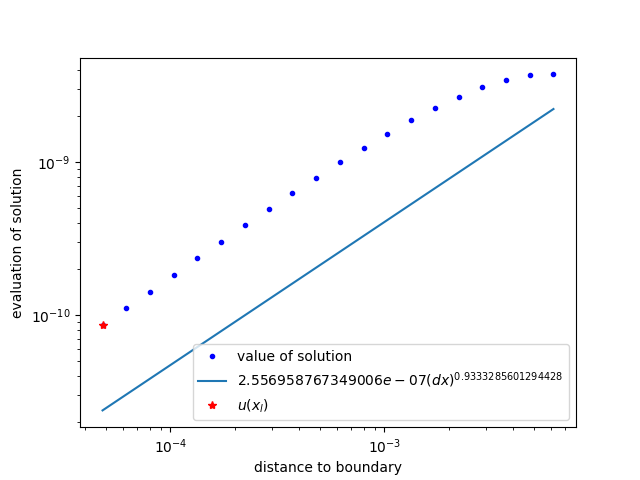 10⁻⁹
10⁻¹⁰
evaluation of solution
value of solution
2.556958767349006e − 07(dx)^0.9333285601294428
u(x_l)
10⁻⁴
10⁻³
distance to boundary